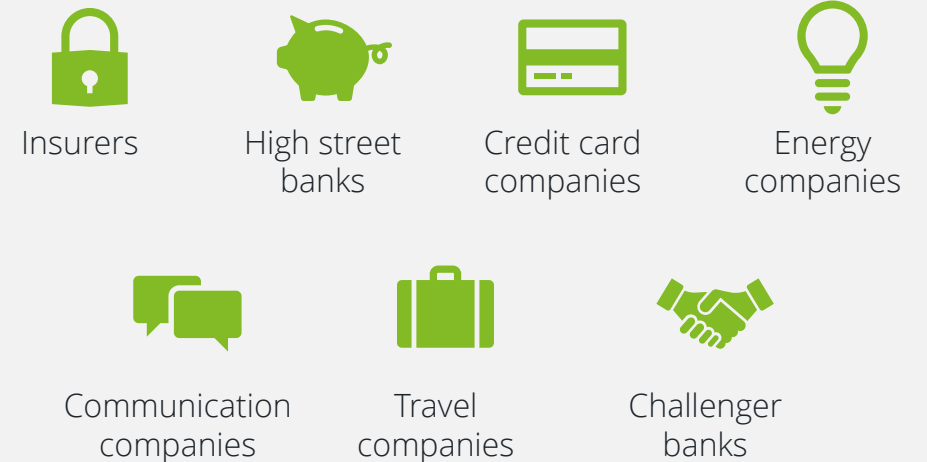 Insurers
High street
banks
Credit card
companies
Energy
companies
Communication
companies
Travel
companies
Challenger
banks